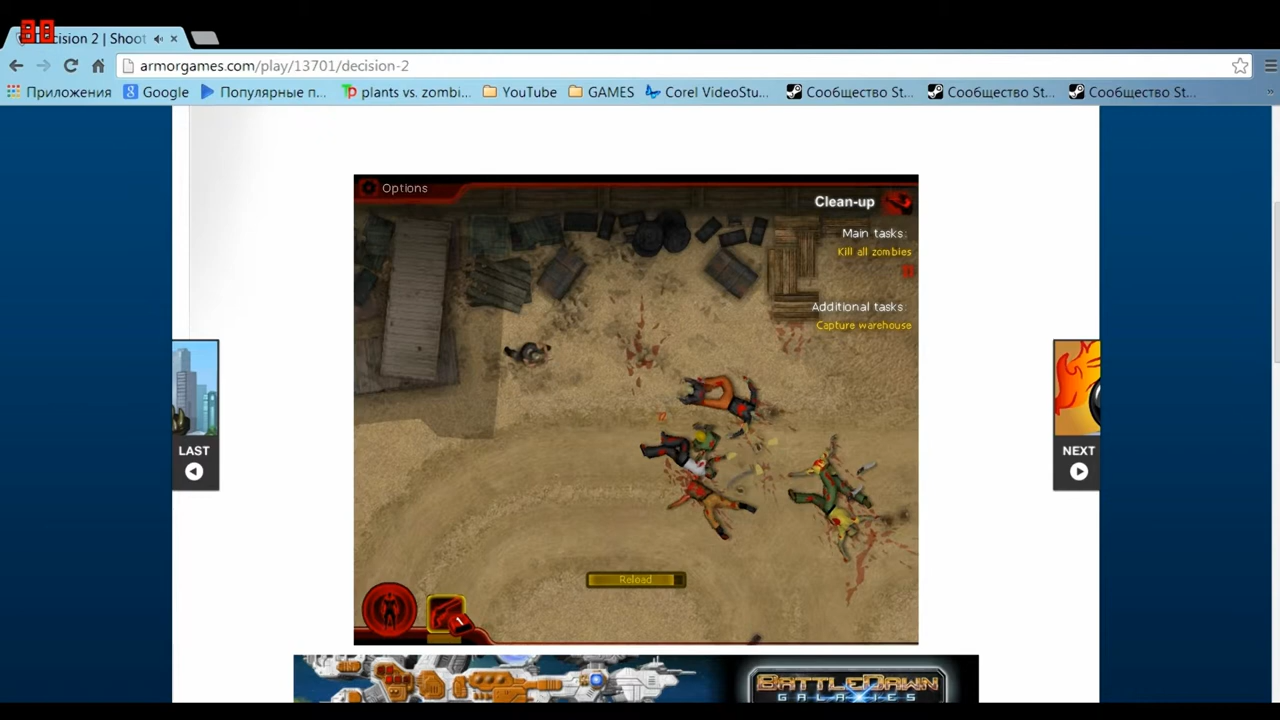 90
cision 2 | Shoot
armorgames.com/play/13701/decision-2
Приложения
Google
Популярные п...
plants vs. zombi...
YouTube
GAMES
Corel VideoStu...
Сообщество St...
Сообщество St...
Сообщество St...
Options
Clean-up
Main tasks:
Kill all zombies
Additional tasks:
Capture warehouse
12
LAST
NEXT
Reload
BATTLEDAWN
GALAXIES